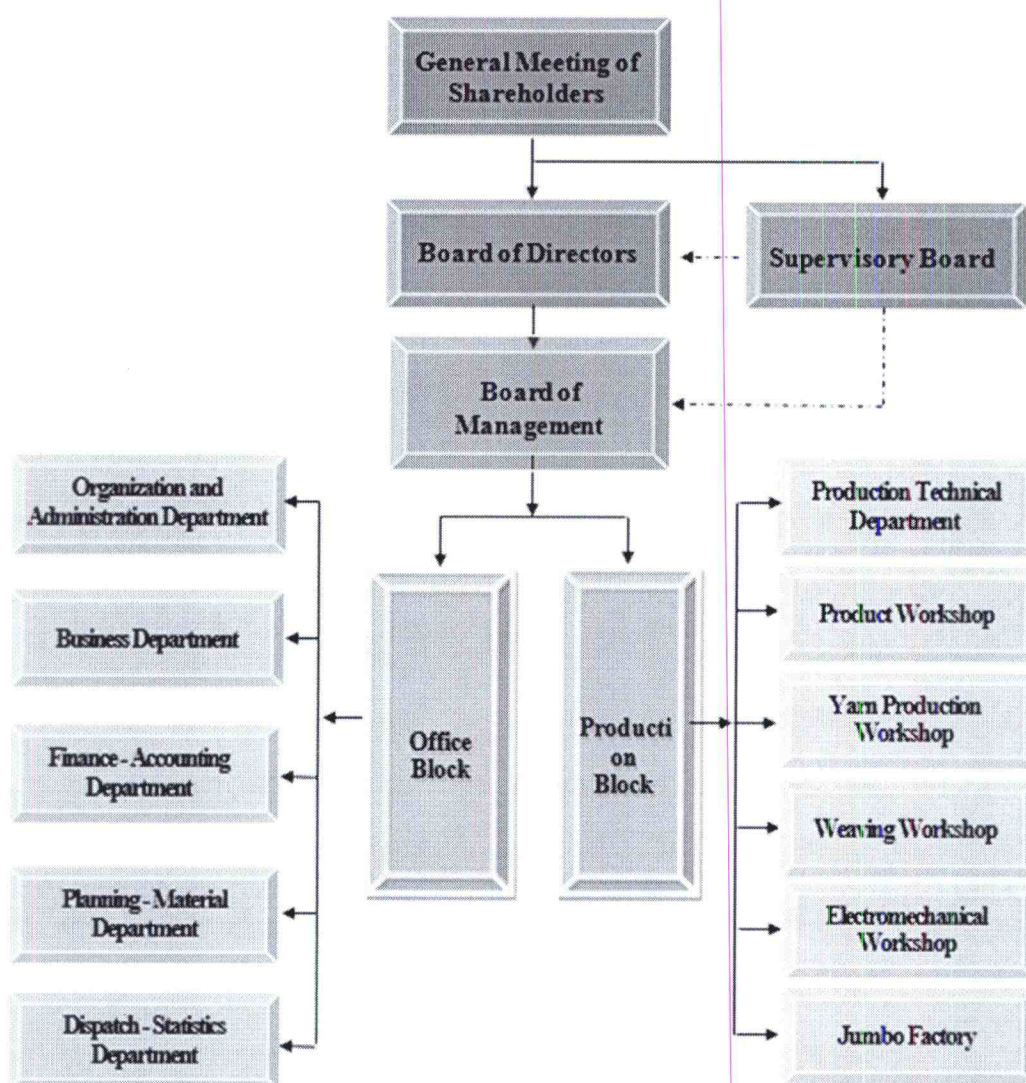 General Meeting of
Shareholders
Board of Directors
Supervisory Board
Board of
Management
Organization and
Administration Department
Business Department
Finance - Accounting
Department
Planning - Material
Department
Dispatch - Statistics
Department
Office
Block
Producti
on
Block
Production Technical
Department
Product Workshop
Yarn Production
Workshop
Weaving Workshop
Electromechanical
Workshop
Jumbo Factory